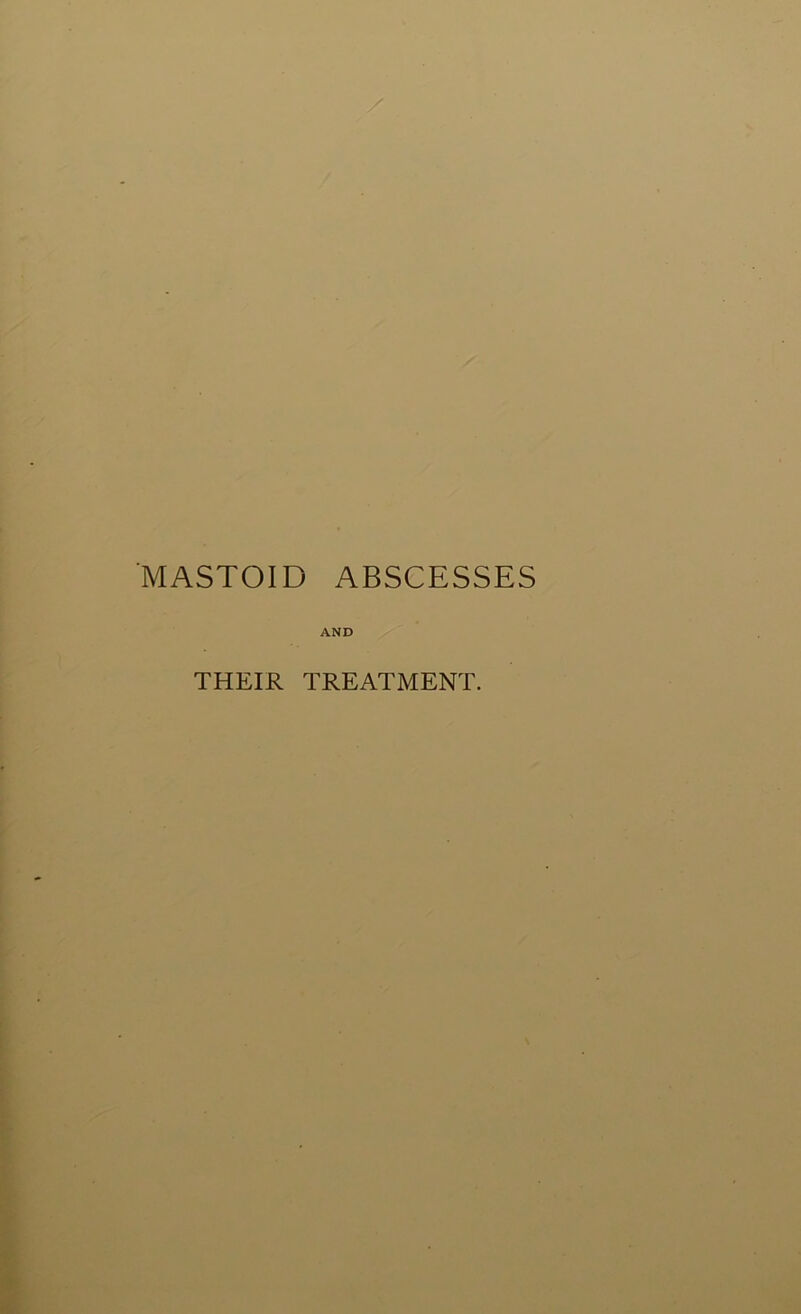 MASTOID ABSCESSES
AND
THEIR TREATMENT.